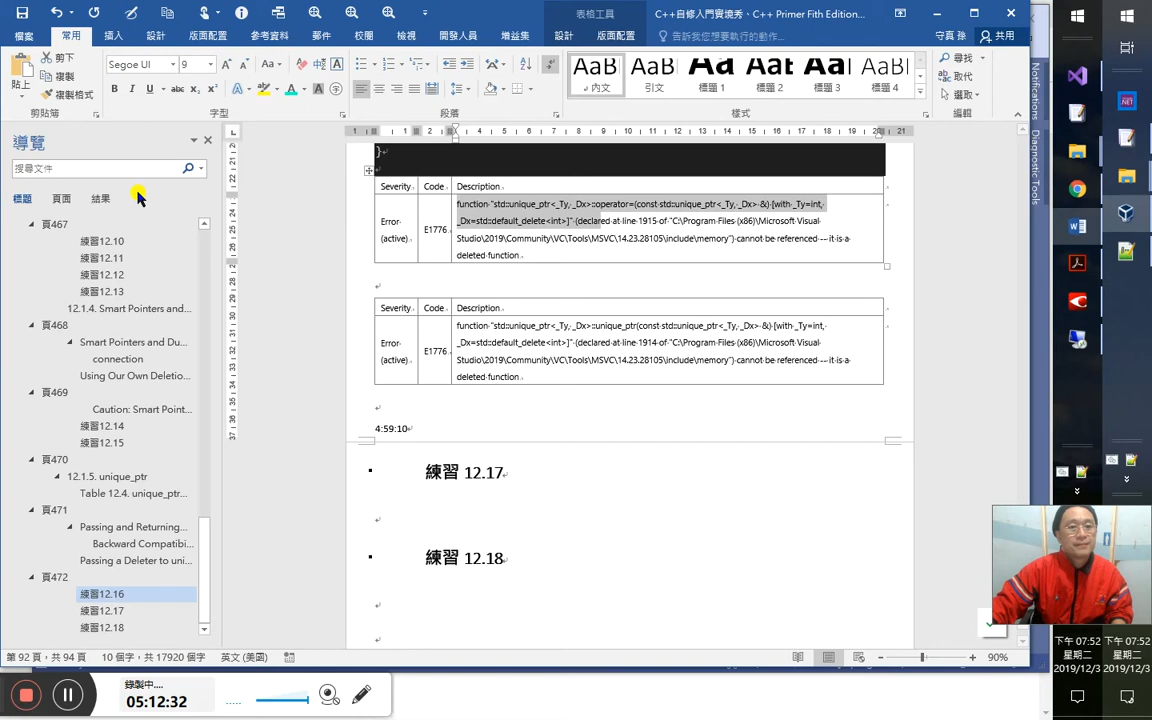 C++自修入門實境秀、C++ Primer Fith Edition...
表格工具
檔案 常用 插入 設計 版面配置 參考資料 郵件 校閱 檢視 開發人員 增益集 設計 版面配置 告訴我您想要執行的動作... 守真 孫 共用
貼上 剪下 複製 複製格式
Segoe UI 9
AaB AaBb AaB AaB AaB AaBb(
內文 引文 標題 1 標題 2 標題 3 標題 4
尋找 取代 選取
剪貼簿 字型 段落 樣式 編輯
導覽
搜尋文件
標題 頁面 結果
頁467
練習12.10
練習12.11
練習12.12
練習12.13
12.1.4. Smart Pointers and...
頁468
Smart Pointers and Du...
connection
Using Our Own Deletio...
頁469
Caution: Smart Point...
練習12.14
練習12.15
頁470
12.1.5. unique_ptr
Table 12.4. unique_ptr...
頁471
Passing and Returning...
Backward Compatibi...
Passing a Deleter to uni...
頁472
練習12.16
練習12.17
練習12.18
}
Severity Code Description
Error (active) E1776
function "std::unique_ptr<_Ty, _Dx>::operator=(const std::unique_ptr<_Ty, _Dx> &) [with _Ty=int,
_Dx=std::default_delete<int>]" (declared at line 1915 of "C:\Program Files (x86)\Microsoft Visual
Studio\2019\Community\VC\Tools\MSVC\14.23.28105\include\memory") cannot be referenced -- it is a
deleted function
Severity Code Description
Error (active) E1776
function "std::unique_ptr<_Ty, _Dx>::unique_ptr(const std::unique_ptr<_Ty, _Dx> &) [with _Ty=int,
_Dx=std::default_delete<int>]" (declared at line 1914 of "C:\Program Files (x86)\Microsoft Visual
Studio\2019\Community\VC\Tools\MSVC\14.23.28105\include\memory") cannot be referenced -- it is a
deleted function
4:59:10
練習 12.17
練習 12.18
第 92 頁，共 94 頁 10 個字，共 17920 個字 英文 (美國) 90%
錄製中....
05:12:32
Notifications
Diagnostic Tools
下午 07:52
星期二
2019/12/3
下午 07:52
星期二
2019/12/3